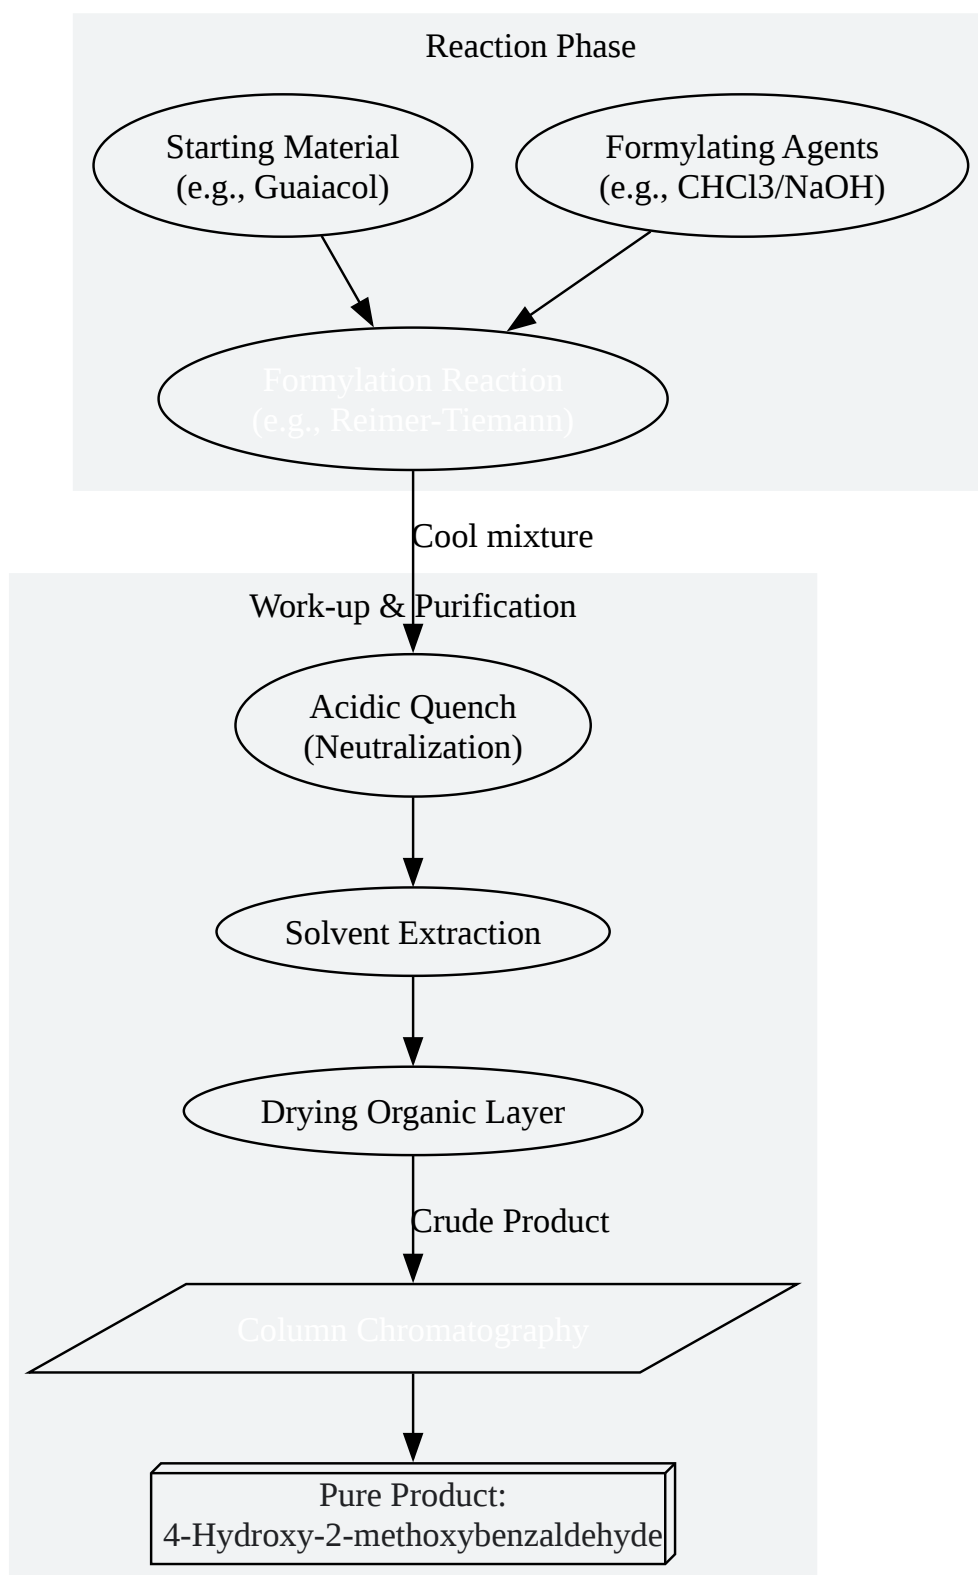 Reaction Phase
Starting Material
(e.g., Guaiacol)
Formylating Agents
(e.g., CHCl3/NaOH)
Formylation Reaction
(e.g., Reimer-Tiemann)
Cool mixture
Work-up & Purification
Acidic Quench
(Neutralization)
Solvent Extraction
Drying Organic Layer
Crude Product
Column Chromatography
Pure Product:
4-Hydroxy-2-methoxybenzaldehyde